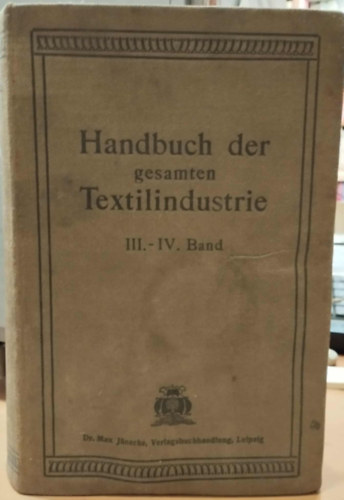 Handbuch der
gesamten
Textilindustrie
III.-IV. Band
Dr. Max Jänecke, Verlagsbuchhandlung, Leipzig